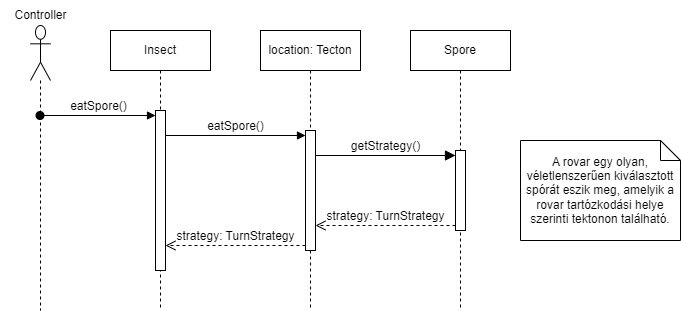 Controller
Insect
location: Tecton
Spore
eatSpore()
eatSpore()
getStrategy()
A rovar egy olyan,
véletlenszerűen kiválasztott
spórát eszik meg, amelyik a
rovar tartózkodási helye
szerinti tektonon található.
strategy: TurnStrategy
strategy: TurnStrategy